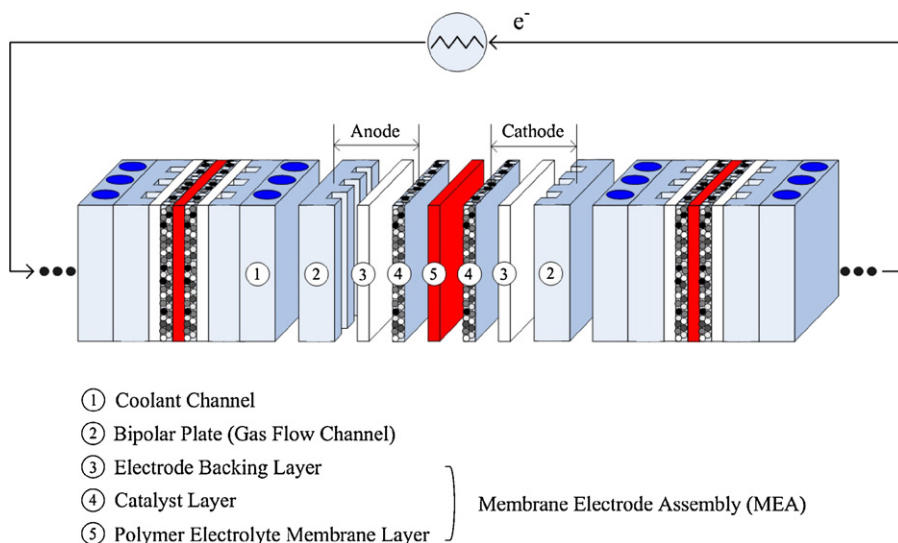 e-
Anode
Cathode
1 2 3 4 5 4 3 2
1 Coolant Channel
2 Bipolar Plate (Gas Flow Channel)
3 Electrode Backing Layer
4 Catalyst Layer
Membrane Electrode Assembly (MEA)
5 Polymer Electrolyte Membrane Layer